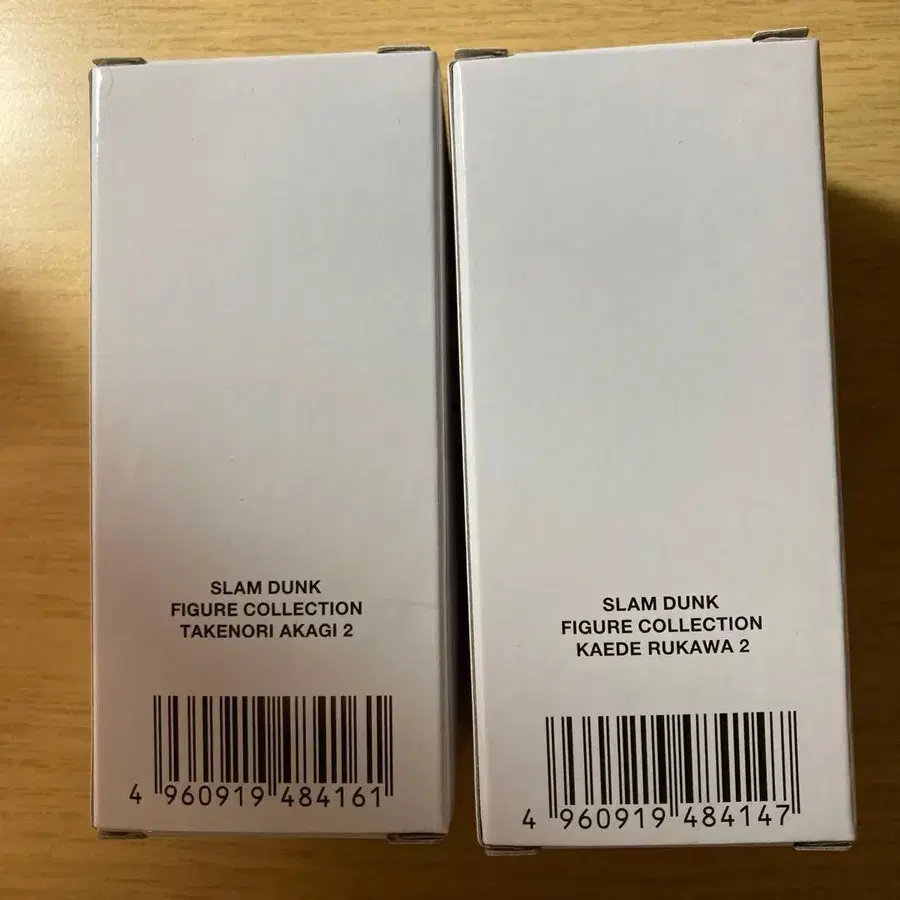 SLAM DUNK
FIGURE COLLECTION
TAKENORI AKAGI 2
4 960919 484161
SLAM DUNK
FIGURE COLLECTION
KAEDE RUKAWA 2
4 960919 484147